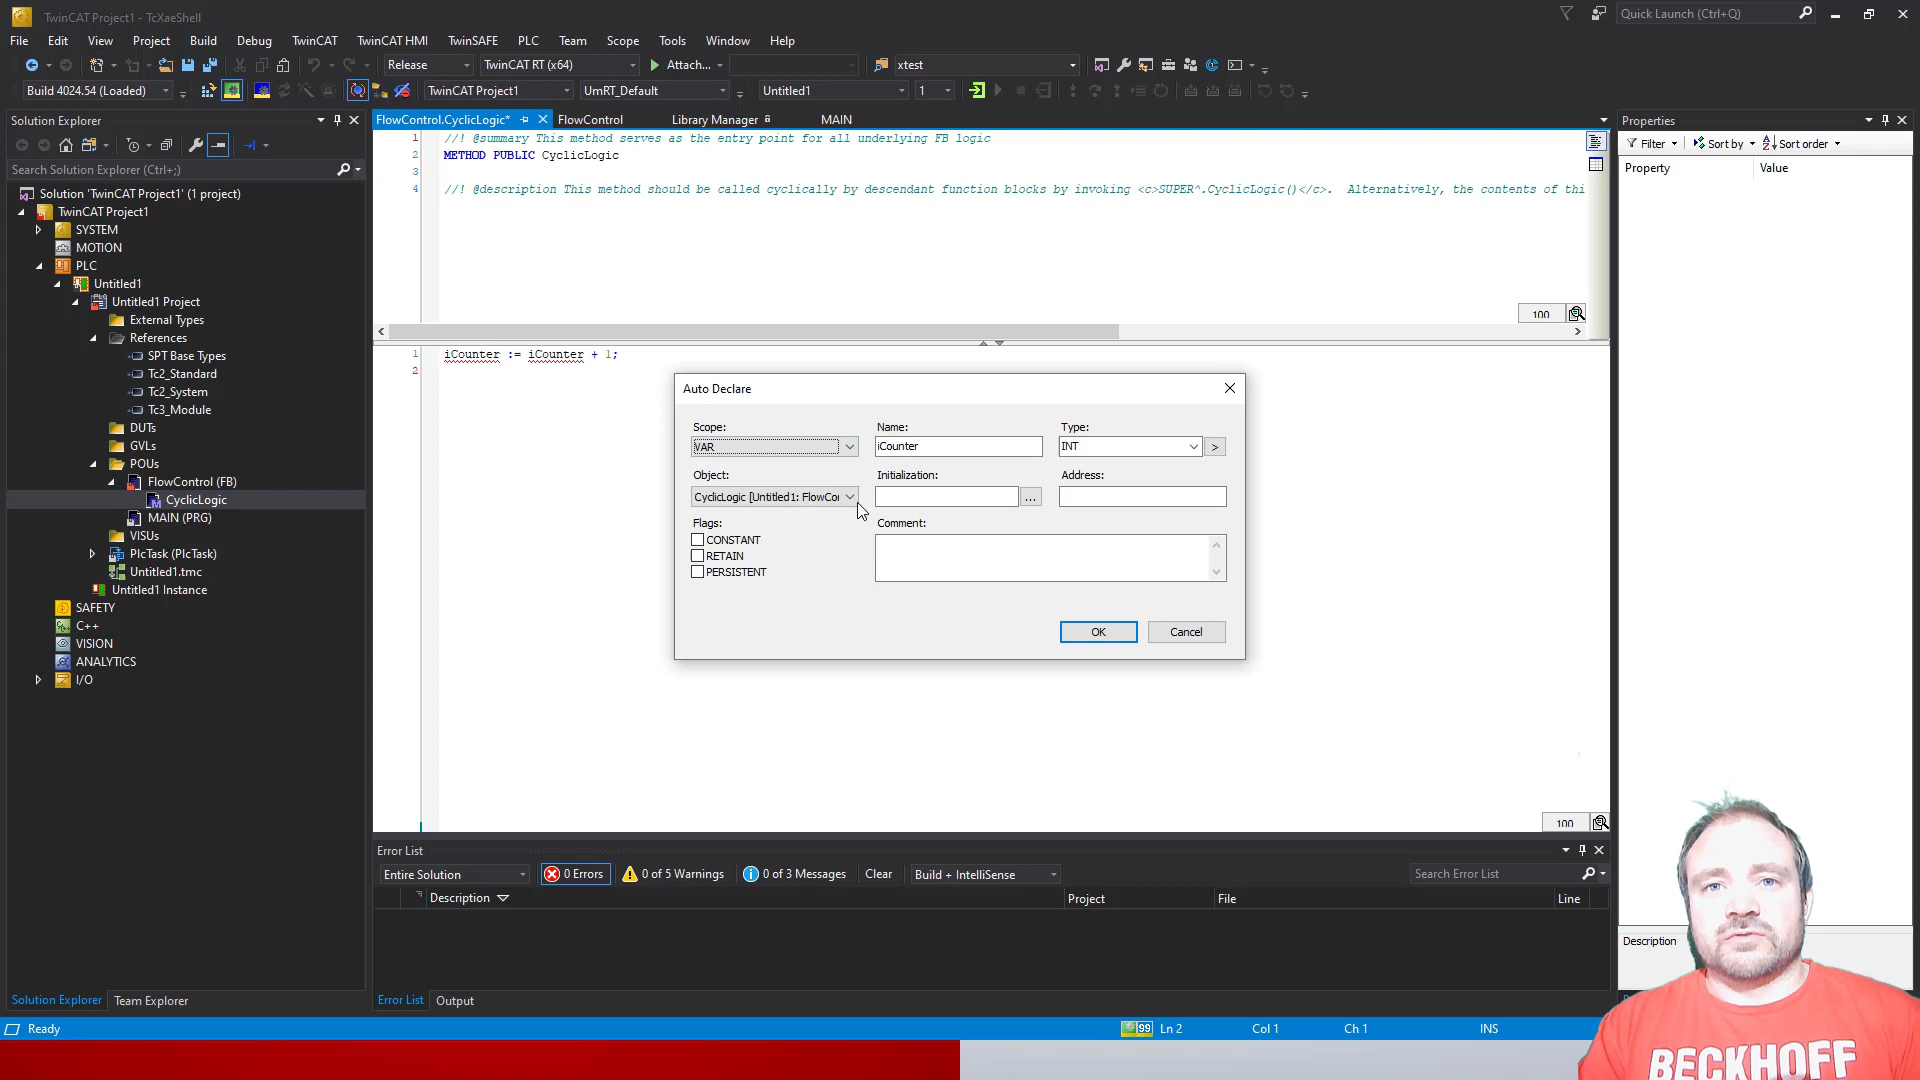 TwinCAT Project1 - TcXaeShell
Quick Launch (Ctrl+Q)
File Edit View Project Build Debug TwinCAT TwinCAT HMI TwinSAFE PLC Team Scope Tools Window Help
Release TwinCAT RT (x64) Attach... xtest
Build 4024.54 (Loaded) TwinCAT Project1 UmRT_Default Untitled1 1
Solution Explorer
Search Solution Explorer (Ctrl+;)
Solution 'TwinCAT Project1' (1 project)
TwinCAT Project1
SYSTEM
MOTION
PLC
Untitled1
Untitled1 Project
External Types
References
SPT Base Types
Tc2_Standard
Tc2_System
Tc3_Module
DUTs
GVLs
POUs
FlowControl (FB)
CyclicLogic
MAIN (PRG)
VISUs
PlcTask (PlcTask)
Untitled1.tmc
Untitled1 Instance
SAFETY
C++
VISION
ANALYTICS
I/O
Solution Explorer Team Explorer
FlowControl.CyclicLogic* FlowControl Library Manager MAIN
1 //! @summary This method serves as the entry point for all underlying FB logic
2 METHOD PUBLIC CyclicLogic
3
4 //! @description This method should be called cyclically by descendant function blocks by invoking <c>SUPER^.CyclicLogic()</c>. Alternatively, the contents of thi
100
1 iCounter := iCounter + 1;
2
100
Auto Declare
Scope: Name: Type:
VAR iCounter INT >
Object: Initialization: Address:
CyclicLogic [Untitled1: FlowCor ...
Flags: Comment:
CONSTANT
RETAIN
PERSISTENT
OK Cancel
Error List
Entire Solution 0 Errors 0 of 5 Warnings 0 of 3 Messages Clear Build + IntelliSense Search Error List
Description Project File Line
Error List Output
Properties
Filter Sort by Sort order
Property Value
Description
Ready 99 Ln 2 Col 1 Ch 1 INS
BECKHOFF